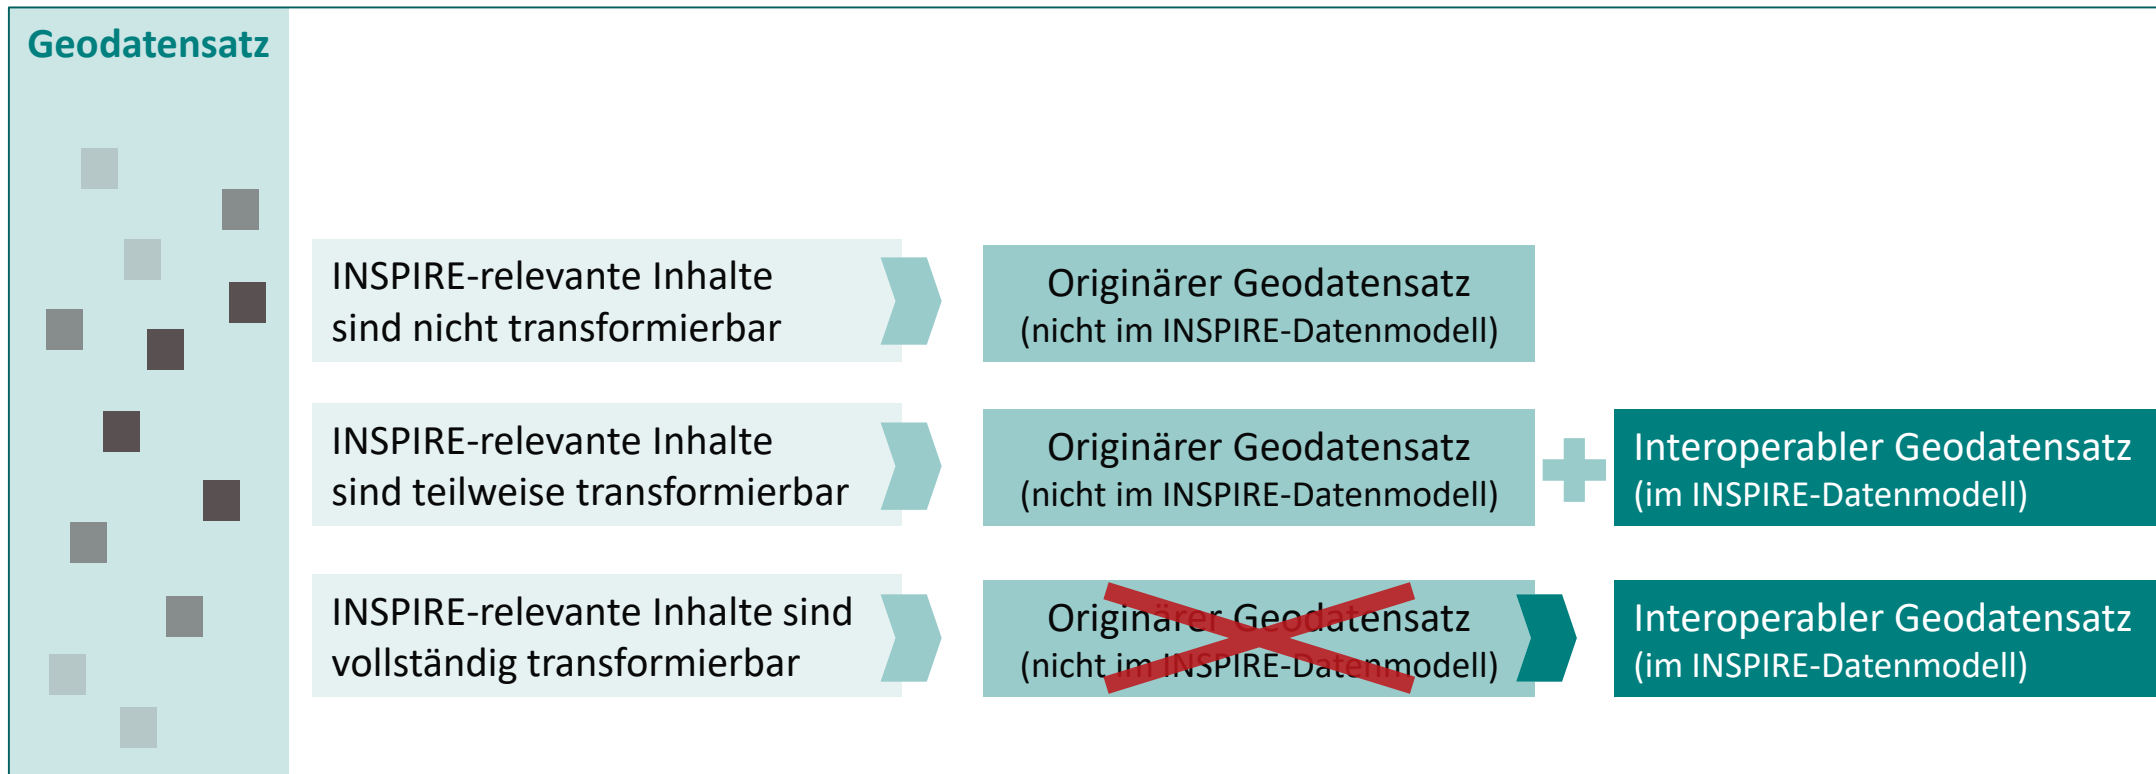 Geodatensatz
INSPIRE-relevante Inhalte
sind nicht transformierbar
Originärer Geodatensatz
(nicht im INSPIRE-Datenmodell)
INSPIRE-relevante Inhalte
sind teilweise transformierbar
Originärer Geodatensatz
(nicht im INSPIRE-Datenmodell)
Interoperabler Geodatensatz
(im INSPIRE-Datenmodell)
INSPIRE-relevante Inhalte sind
vollständig transformierbar
Originärer Geodatensatz
(nicht im INSPIRE-Datenmodell)
Interoperabler Geodatensatz
(im INSPIRE-Datenmodell)